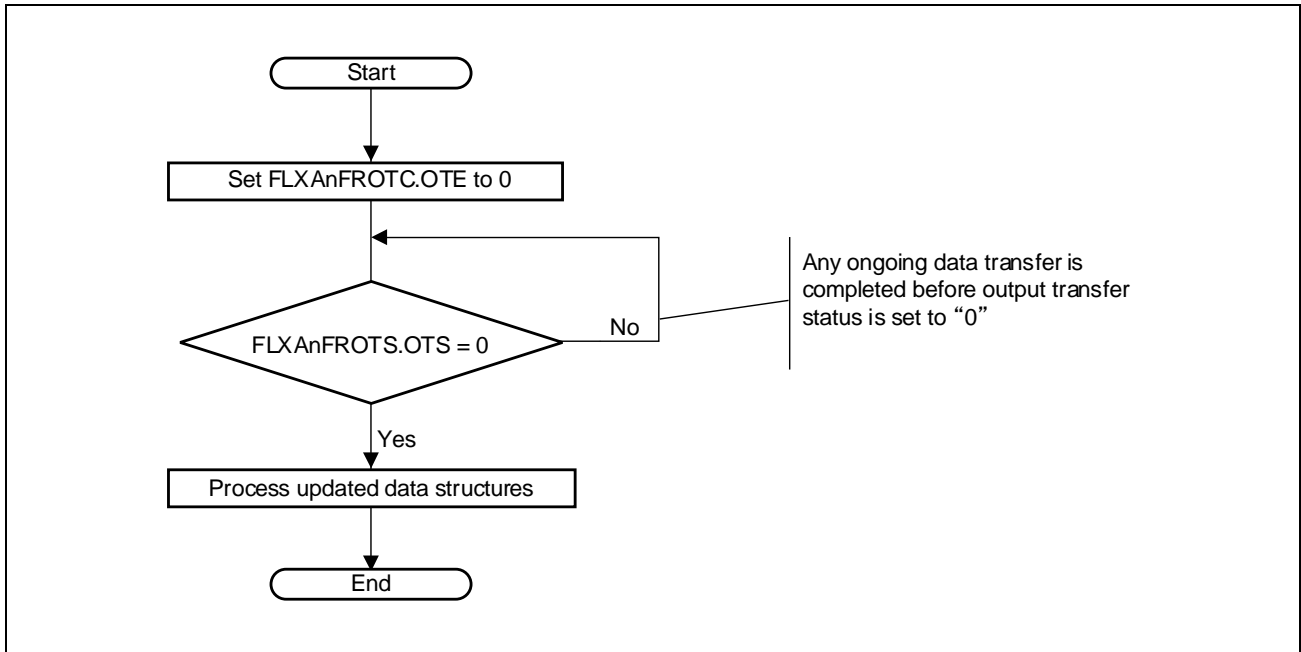 Start
Set FLXAnFROTC.OTE to 0
Any ongoing data transfer is
completed before output transfer
status is set to “0”
No
FLXAnFROTS.OTS = 0
Yes
Process updated data structures
End